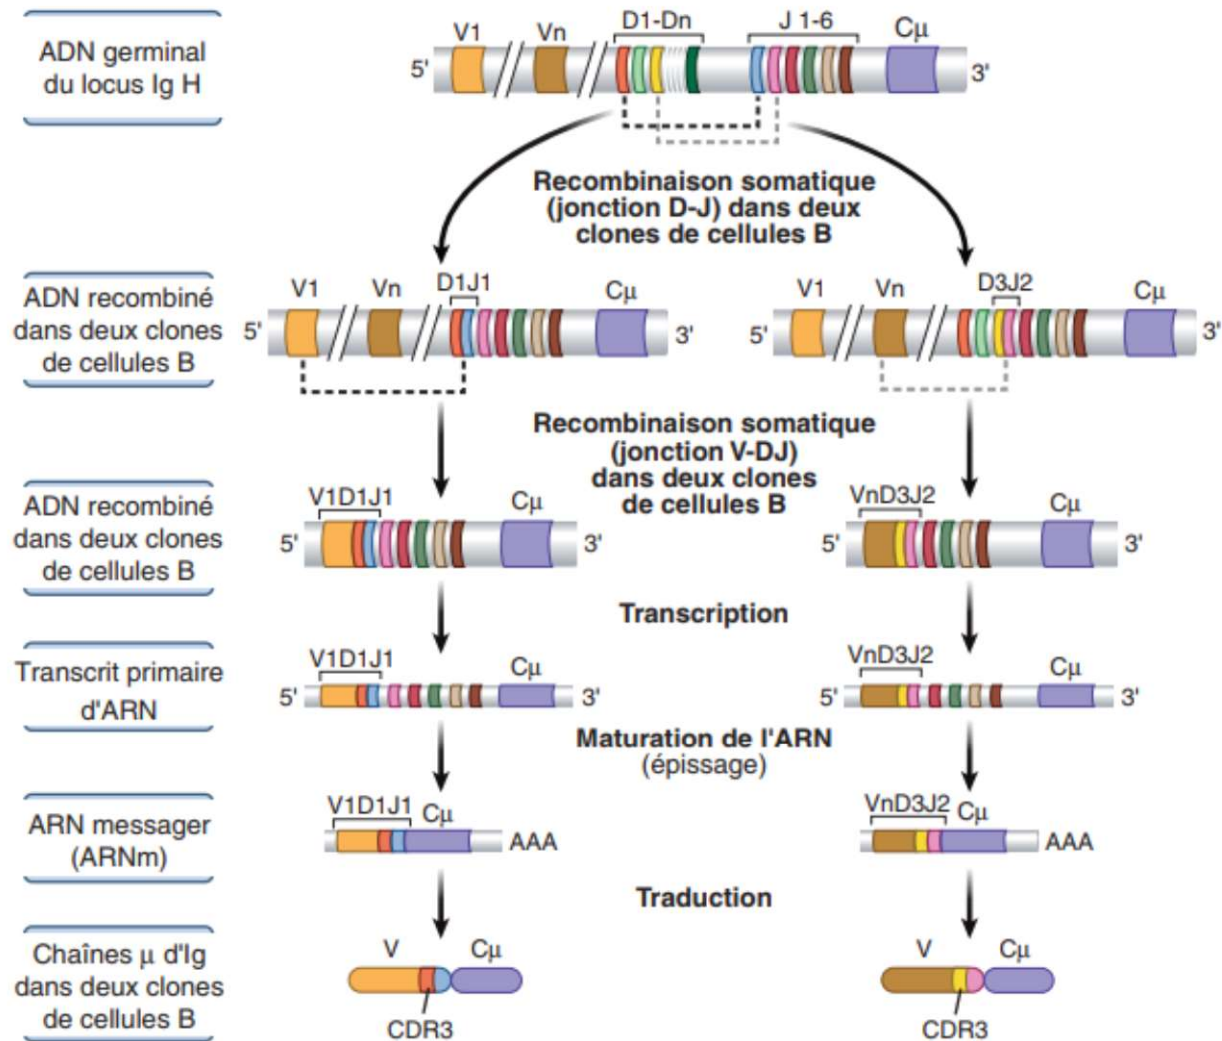 ADN germinal
du locus Ig H
V1
Vn
D1-Dn
J 1-6
Cμ
5'
3'
Recombinaison somatique
(jonction D-J) dans deux
clones de cellules B
ADN recombiné
dans deux clones
de cellules B
V1
Vn
D1J1
Cμ
5'
3'
V1
Vn
D3J2
Cμ
5'
3'
Recombinaison somatique
(jonction V-DJ)
dans deux clones
de cellules B
ADN recombiné
dans deux clones
de cellules B
V1D1J1
Cμ
5'
3'
VnD3J2
Cμ
5'
3'
Transcription
Transcrit primaire
d'ARN
V1D1J1
Cμ
5'
3'
VnD3J2
Cμ
5'
3'
Maturation de l'ARN
(épissage)
ARN messager
(ARNm)
V1D1J1
Cμ
AAA
VnD3J2
Cμ
AAA
Traduction
Chaînes μ d'Ig
dans deux clones
de cellules B
V
Cμ
CDR3
V
Cμ
CDR3